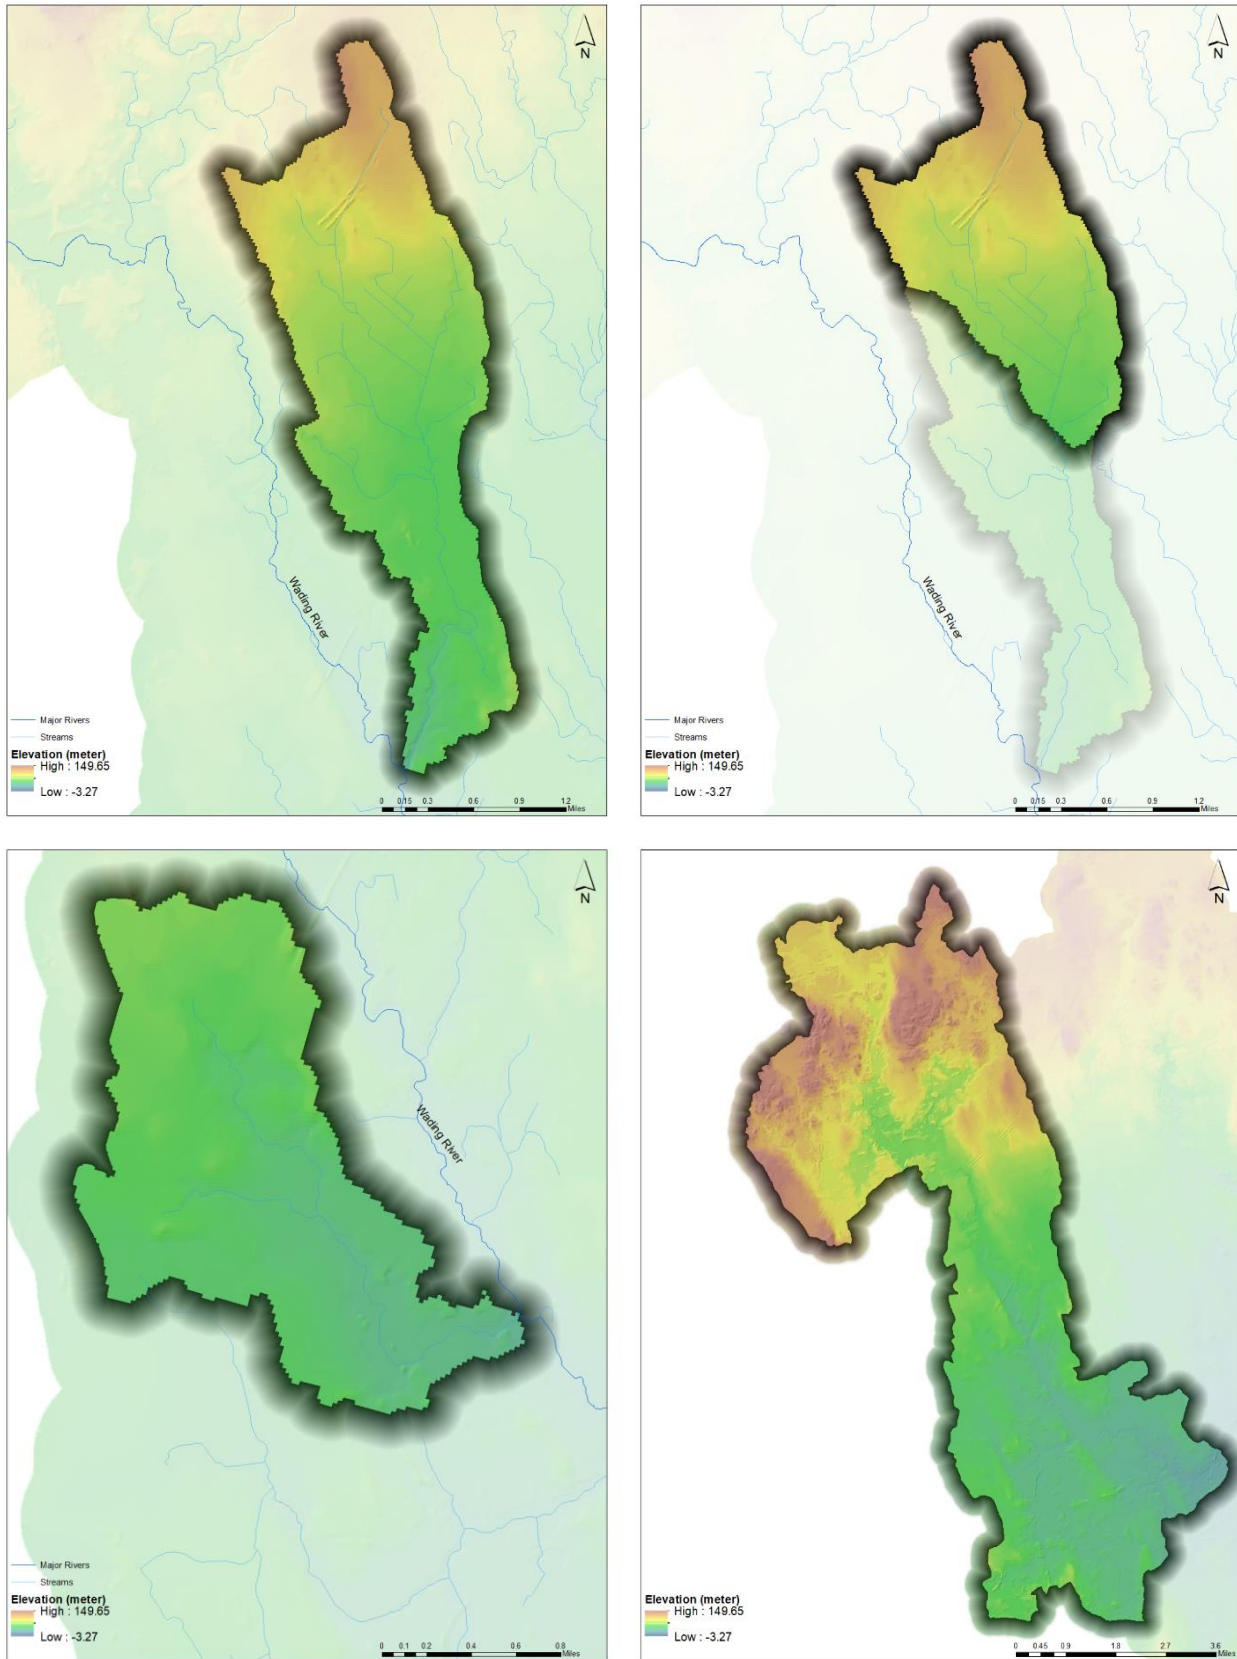 N
Wading River
Major Rivers
Streams
Elevation (meter)
High : 149.65
Low : -3.27
0 0.15 0.3 0.6 0.9 1.2
Miles
N
Wading River
Major Rivers
Streams
Elevation (meter)
High : 149.65
Low : -3.27
0 0.15 0.3 0.6 0.9 1.2
Miles
N
Wading River
Major Rivers
Streams
Elevation (meter)
High : 149.65
Low : -3.27
0 0.1 0.2 0.4 0.6 0.8
Miles
N
Elevation (meter)
High : 149.65
Low : -3.27
0 0.45 0.9 1.8 2.7 3.6
Miles